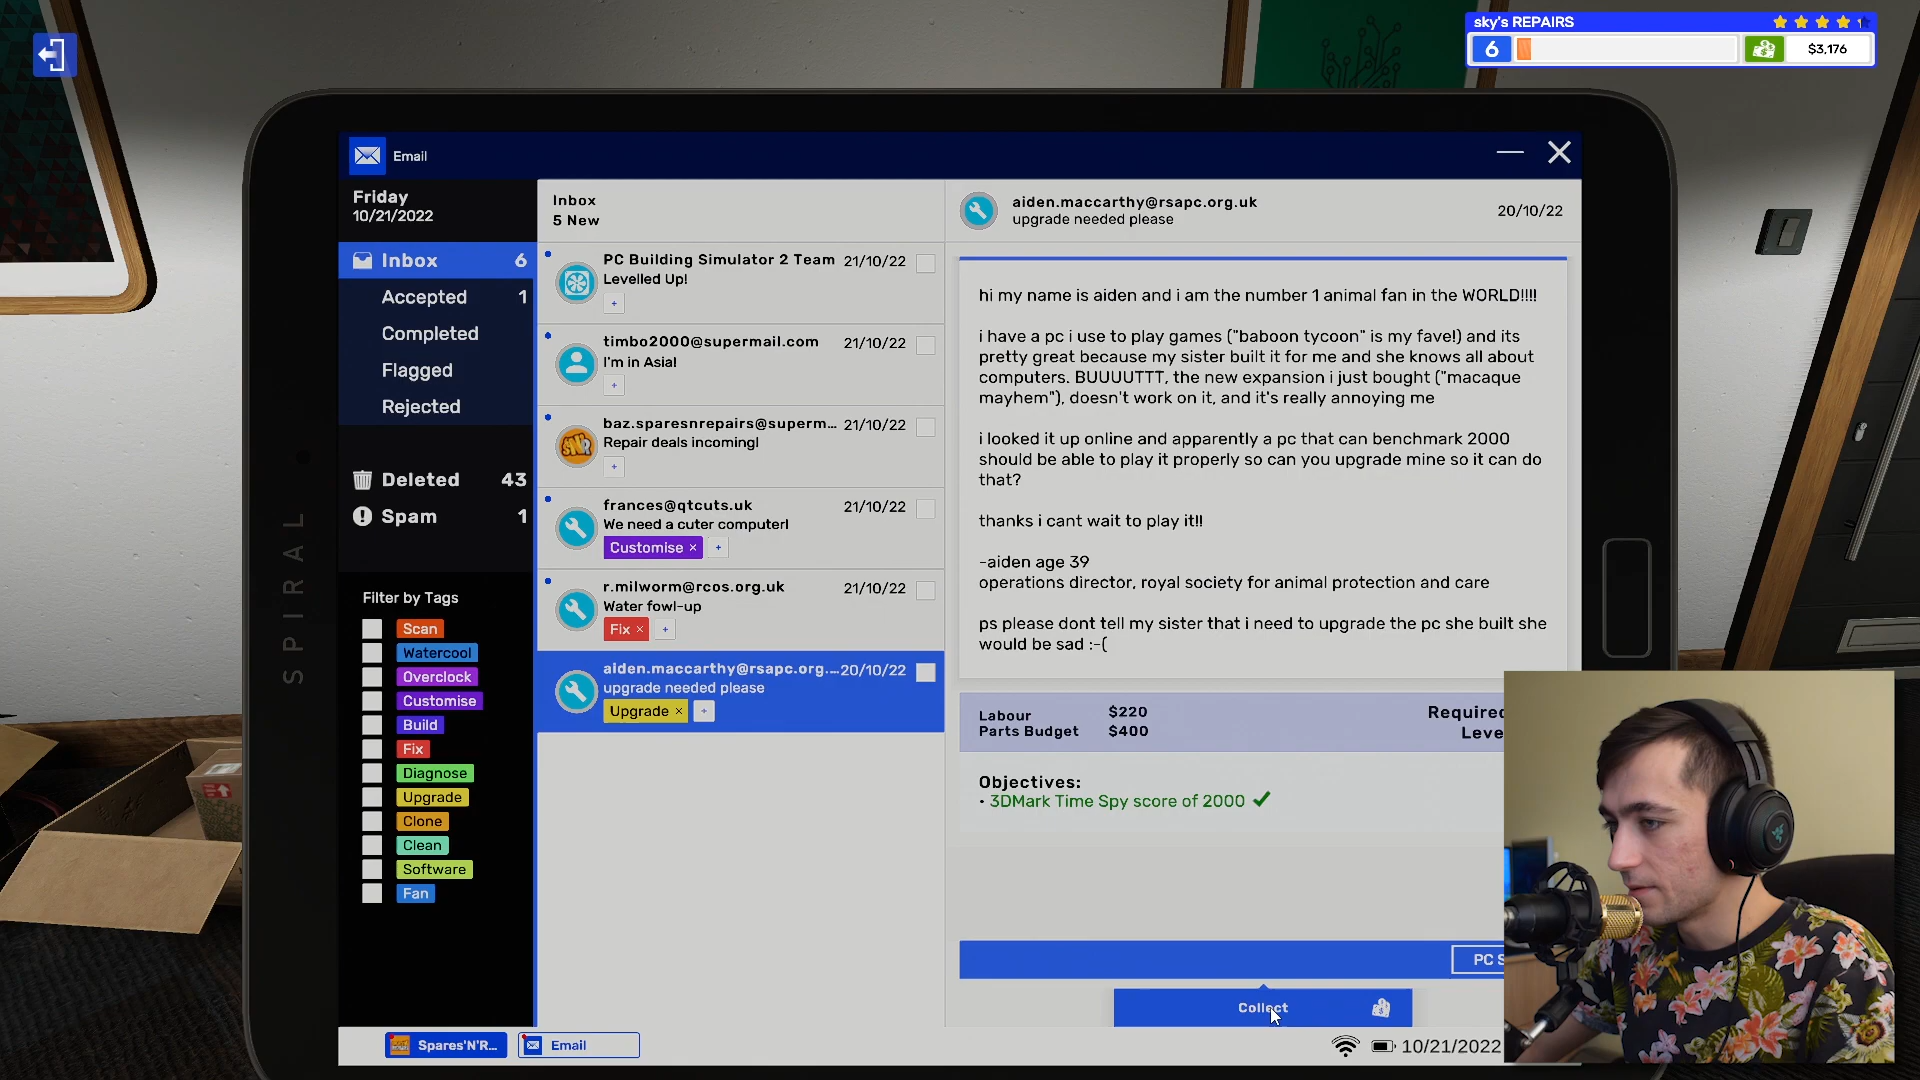 sky's REPAIRS
6
$3,176
Email
Friday
10/21/2022
Inbox 6
Accepted 1
Completed
Flagged
Rejected
Deleted 43
Spam 1
Filter by Tags
Scan
Watercool
Overclock
Customise
Build
Fix
Diagnose
Upgrade
Clone
Clean
Software
Fan
SPIRAL
Inbox
5 New
PC Building Simulator 2 Team 21/10/22
Levelled Up!
+
timbo2000@supermail.com 21/10/22
I'm in Asia!
+
baz.sparesnrepairs@superm... 21/10/22
Repair deals incoming!
+
frances@qtcuts.uk 21/10/22
We need a cuter computer!
Customise × +
r.milworm@rcos.org.uk 21/10/22
Water fowl-up
Fix × +
aiden.maccarthy@rsapc.org.... 20/10/22
upgrade needed please
Upgrade × +
aiden.maccarthy@rsapc.org.uk
upgrade needed please
20/10/22
hi my name is aiden and i am the number 1 animal fan in the WORLD!!!!
i have a pc i use to play games ("baboon tycoon" is my fave!) and its
pretty great because my sister built it for me and she knows all about
computers. BUUUUTTT, the new expansion i just bought ("macaque
mayhem"), doesn't work on it, and it's really annoying me
i looked it up online and apparently a pc that can benchmark 2000
should be able to play it properly so can you upgrade mine so it can do
that?
thanks i cant wait to play it!!
-aiden age 39
operations director, royal society for animal protection and care
ps please dont tell my sister that i need to upgrade the pc she built she
would be sad :-(
Labour $220
Parts Budget $400
Required
Leve
Objectives:
• 3DMark Time Spy score of 2000
PC S
Collect
Spares'N'R...
Email
10/21/2022